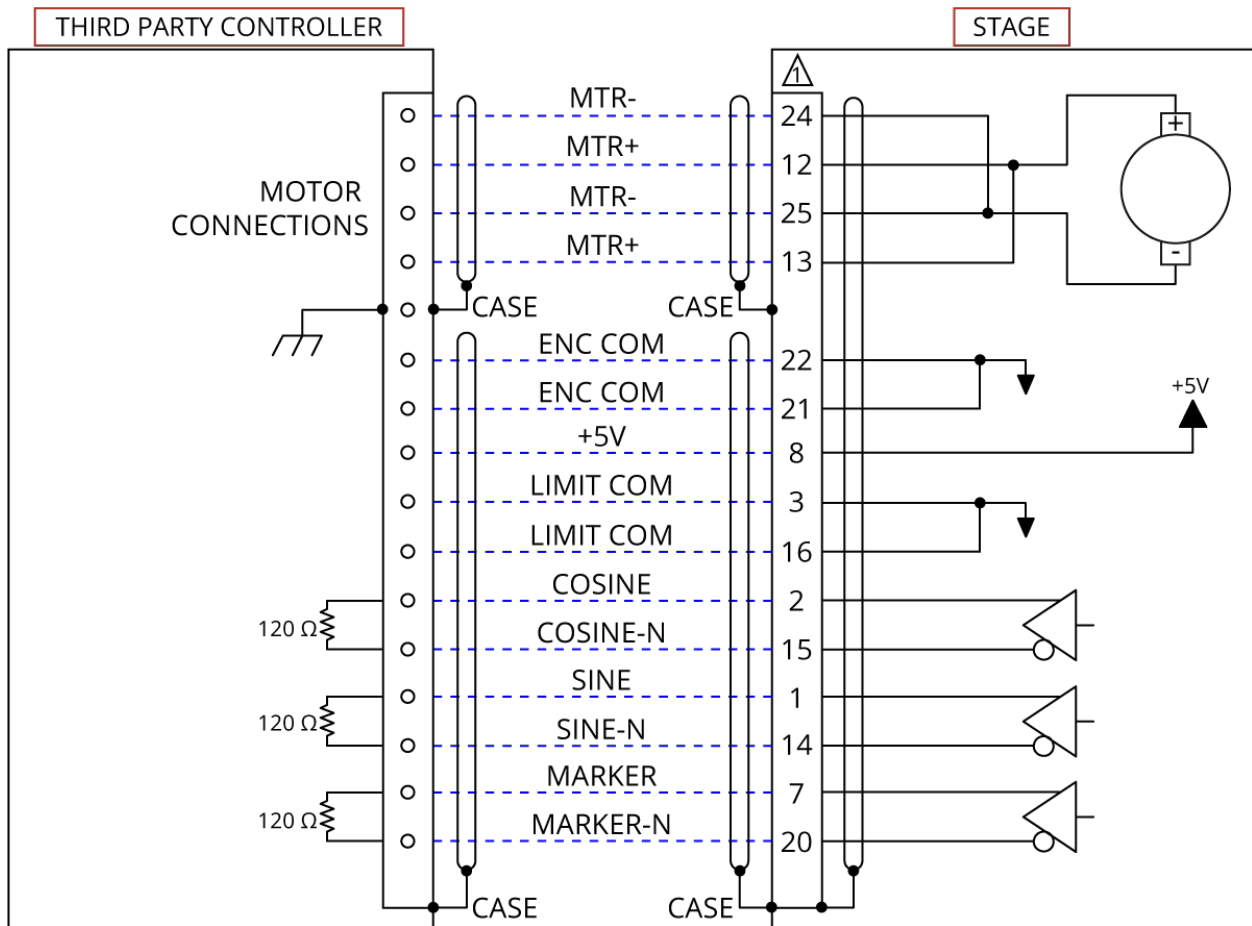 THIRD PARTY CONTROLLER
STAGE
1
MTR-
24
+
MTR+
12
MOTOR
CONNECTIONS
MTR-
25
MTR+
13
-
CASE
CASE
ENC COM
22
ENC COM
21
+5V
+5V
8
LIMIT COM
3
LIMIT COM
16
COSINE
2
120 Ω
COSINE-N
15
SINE
1
120 Ω
SINE-N
14
MARKER
7
120 Ω
MARKER-N
20
CASE
CASE